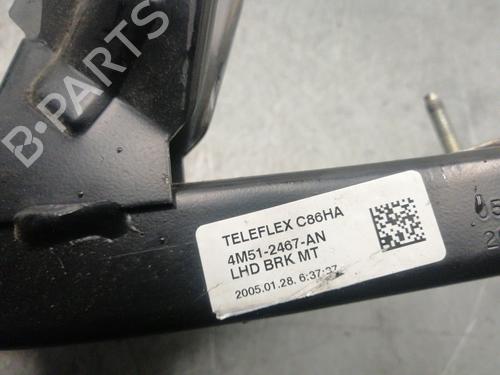 B-PARTS
TELEFLEX C86HA
4M51-2467-AN
LHD BRK MT
2005.01.28. 6:37:37